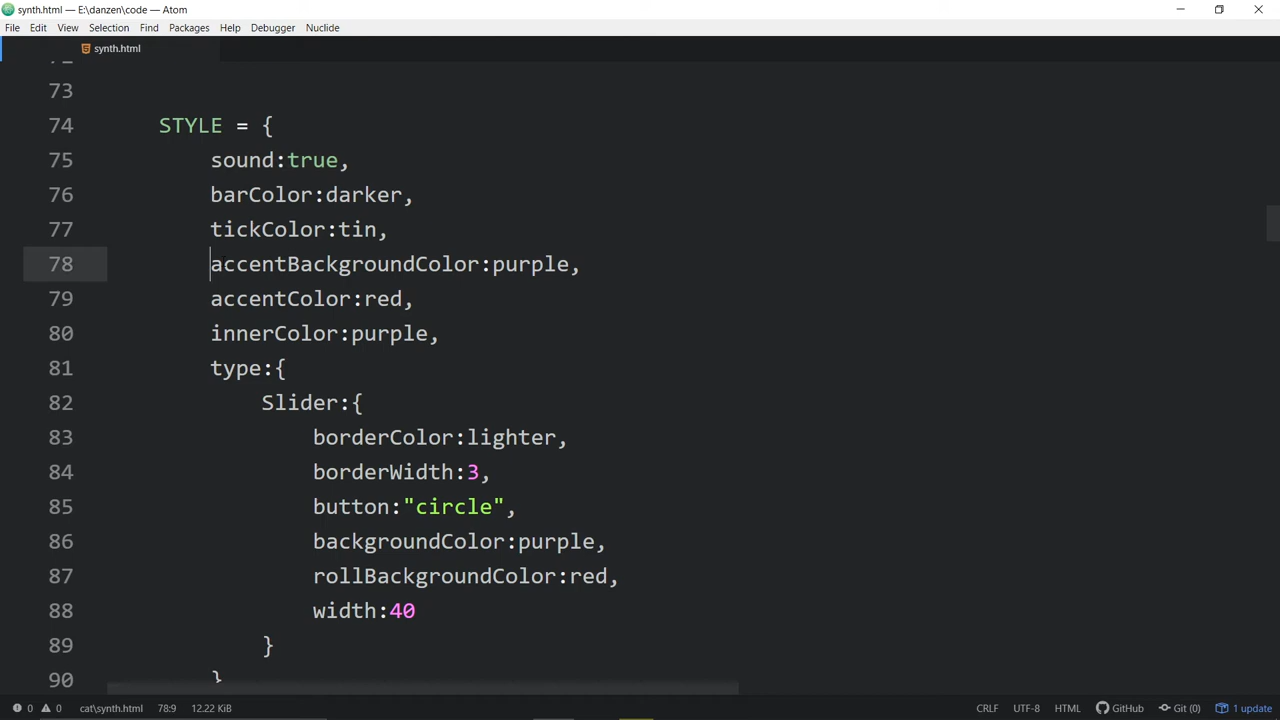 synth.html — E:\danzen\code — Atom
File Edit View Selection Find Packages Help Debugger Nuclide
synth.html
73
74 STYLE = {
75 sound:true,
76 barColor:darker,
77 tickColor:tin,
78 accentBackgroundColor:purple,
79 accentColor:red,
80 innerColor:purple,
81 type:{
82 Slider:{
83 borderColor:lighter,
84 borderWidth:3,
85 button:"circle",
86 backgroundColor:purple,
87 rollBackgroundColor:red,
88 width:40
89 }
90 }
0 0 cat\synth.html 78:9 12.22 KiB CRLF UTF-8 HTML GitHub Git (0) 1 update